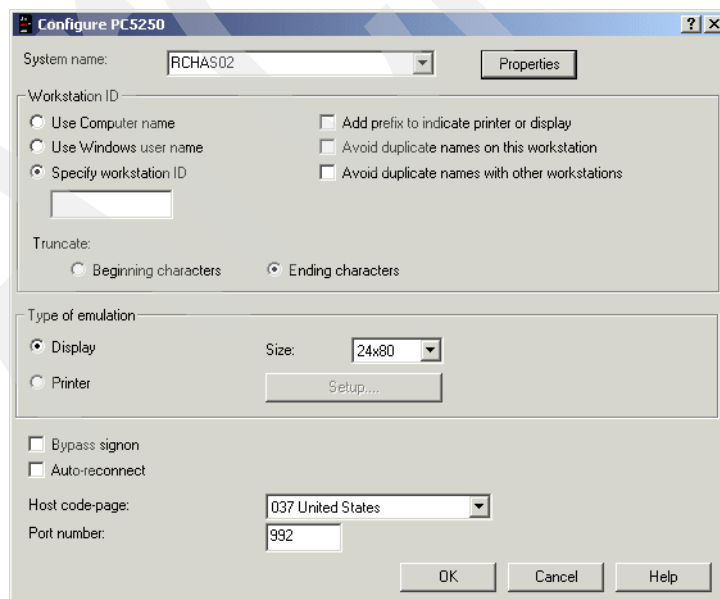 Configure PC5250
System name:
RCHAS02
Properties
Workstation ID
Use Computer name
Add prefix to indicate printer or display
Use Windows user name
Avoid duplicate names on this workstation
Specify workstation ID
Avoid duplicate names with other workstations
Truncate:
Beginning characters
Ending characters
Type of emulation
Display
Size:
24x80
Printer
Setup....
Bypass signon
Auto-reconnect
Host code-page:
037 United States
Port number:
992
OK
Cancel
Help